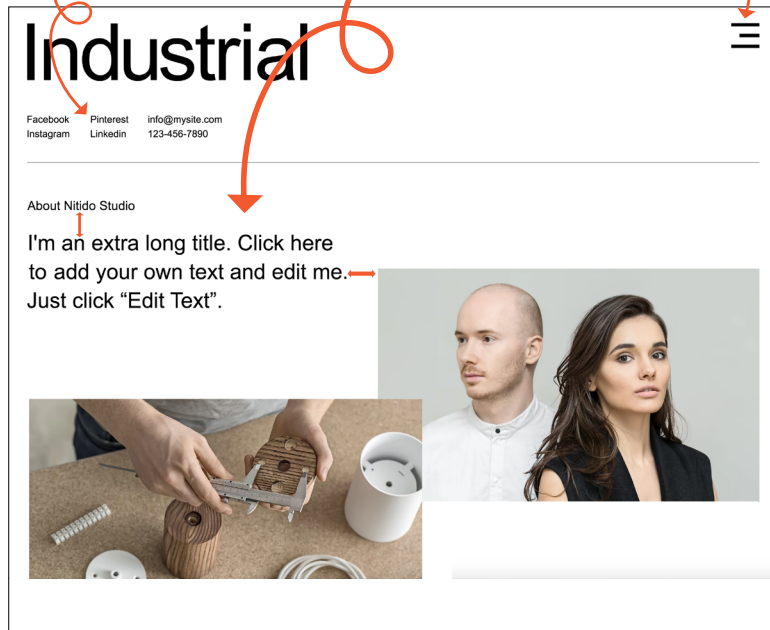 Industrial
Facebook Pinterest info@mysite.com
Instagram Linkedin 123-456-7890
About Nitido Studio
I'm an extra long title. Click here
to add your own text and edit me.
Just click “Edit Text”.